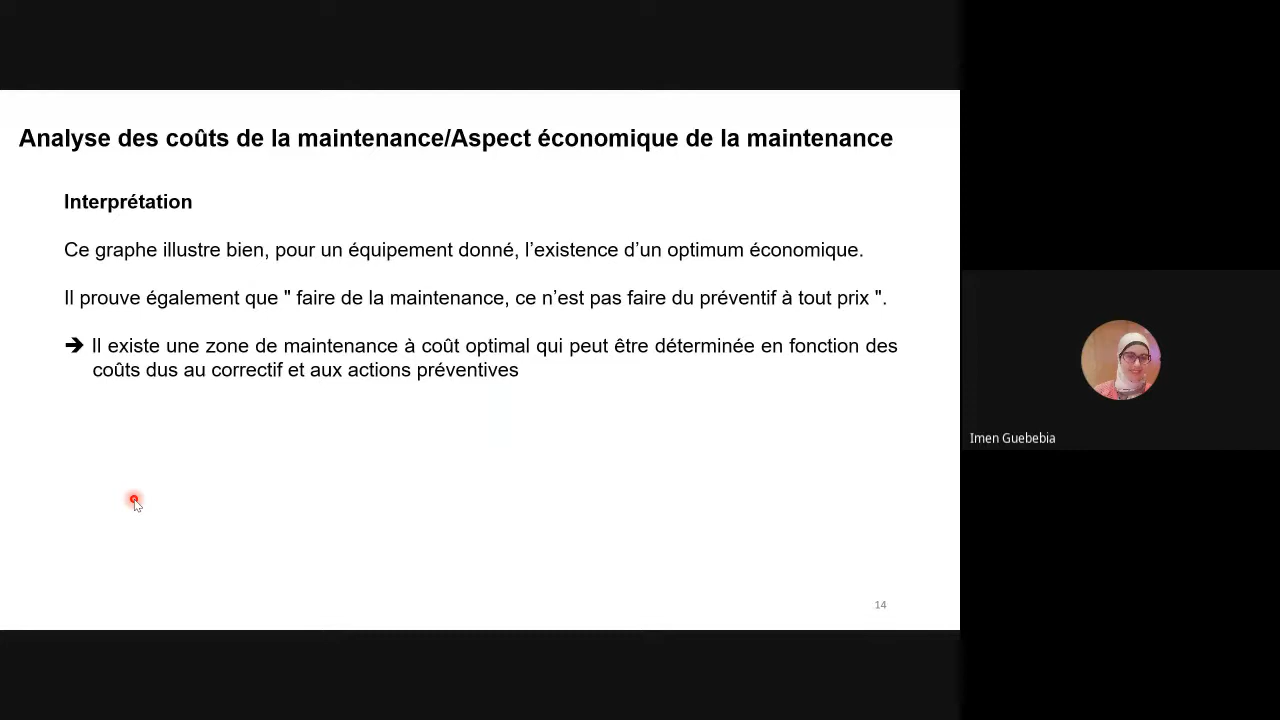 Analyse des coûts de la maintenance/Aspect économique de la maintenance
Interprétation
Ce graphe illustre bien, pour un équipement donné, l’existence d’un optimum économique.
Il prouve également que " faire de la maintenance, ce n’est pas faire du préventif à tout prix ".
➔ Il existe une zone de maintenance à coût optimal qui peut être déterminée en fonction des
coûts dus au correctif et aux actions préventives
14
Imen Guebebia